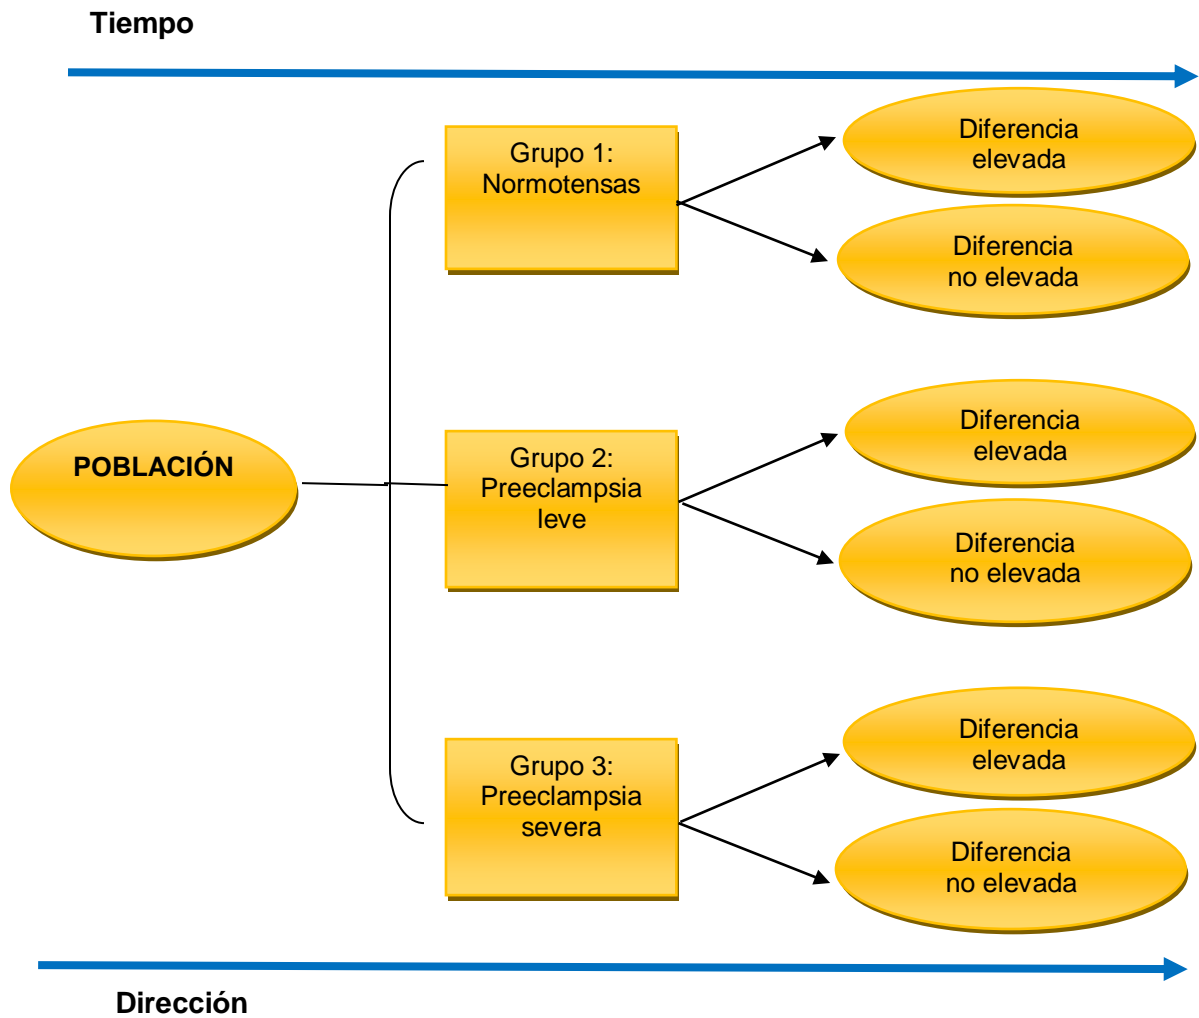 Tiempo
Grupo 1:
Normotensas
Diferencia
elevada
Diferencia
no elevada
POBLACIÓN
Grupo 2:
Preeclampsia
leve
Diferencia
elevada
Diferencia
no elevada
Grupo 3:
Preeclampsia
severa
Diferencia
elevada
Diferencia
no elevada
Dirección